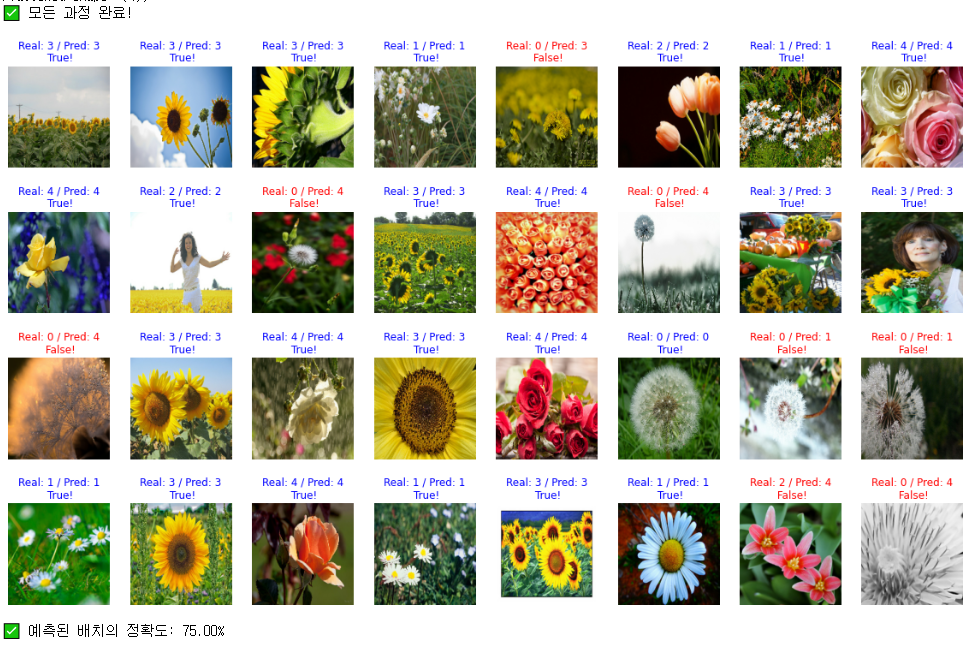 ✅ 모든 과정 완료!
Real: 3 / Pred: 3 Real: 3 / Pred: 3 Real: 3 / Pred: 3 Real: 1 / Pred: 1 Real: 0 / Pred: 3 Real: 2 / Pred: 2 Real: 1 / Pred: 1 Real: 4 / Pred: 4
True! True! True! True! False! True! True! True!
Real: 4 / Pred: 4 Real: 2 / Pred: 2 Real: 0 / Pred: 4 Real: 3 / Pred: 3 Real: 4 / Pred: 4 Real: 0 / Pred: 4 Real: 3 / Pred: 3 Real: 3 / Pred: 3
True! True! False! True! True! False! True! True!
Real: 0 / Pred: 4 Real: 3 / Pred: 3 Real: 4 / Pred: 4 Real: 3 / Pred: 3 Real: 4 / Pred: 4 Real: 0 / Pred: 0 Real: 0 / Pred: 1 Real: 0 / Pred: 1
False! True! True! True! True! True! False! False!
Real: 1 / Pred: 1 Real: 3 / Pred: 3 Real: 4 / Pred: 4 Real: 1 / Pred: 1 Real: 3 / Pred: 3 Real: 1 / Pred: 1 Real: 2 / Pred: 4 Real: 0 / Pred: 4
True! True! True! True! True! True! False! False!
✅ 예측된 배치의 정확도: 75.00%